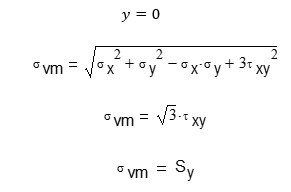 y = 0
σvm = √σx² + σy² − σx·σy + 3τxy²
σvm = √3·τxy
σvm = Sy